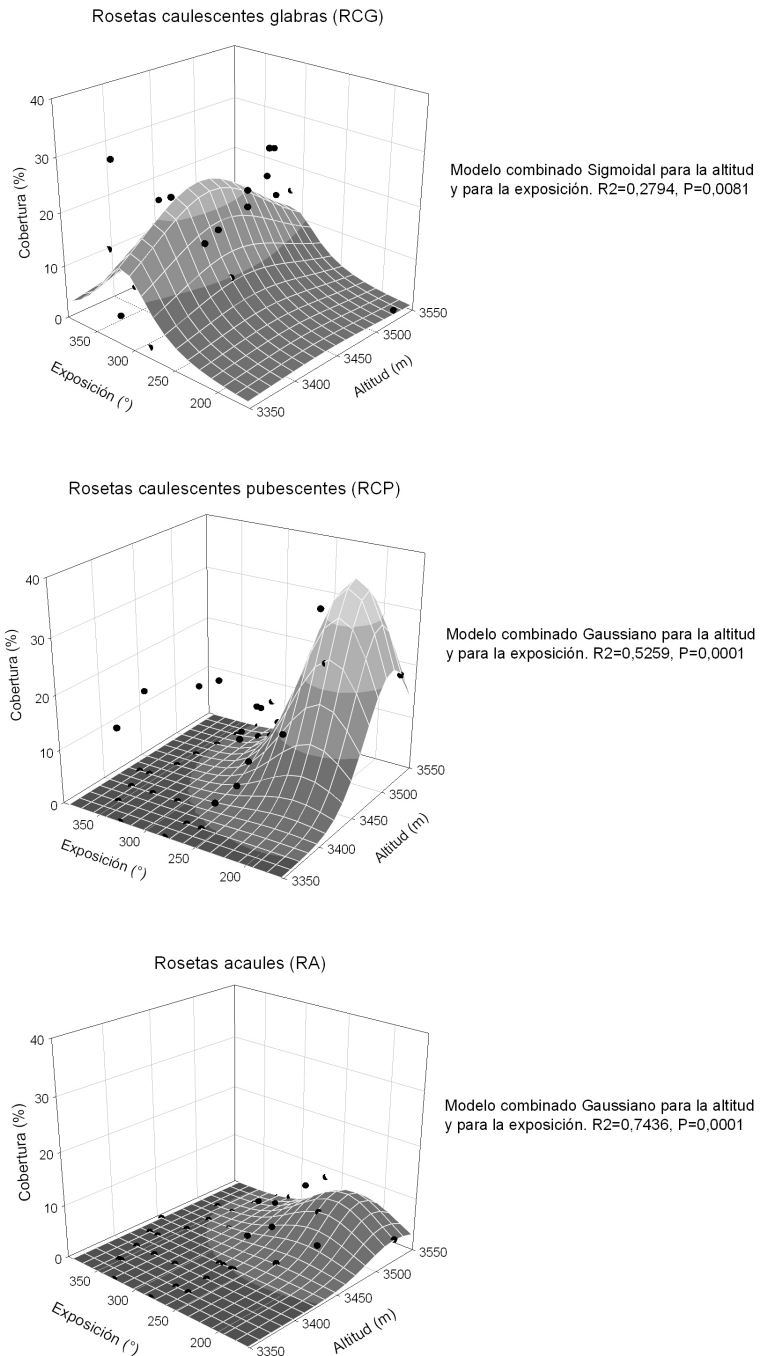 Rosetas caulescentes glabras (RCG)
40
30
20
10
0
Cobertura (%)
350
300
250
200
Exposición (°)
3350
3400
3450
3500
3550
Altitud (m)
Modelo combinado Sigmoidal para la altitud
y para la exposición. R2=0,2794, P=0,0081
Rosetas caulescentes pubescentes (RCP)
40
30
20
10
0
Cobertura (%)
350
300
250
200
Exposición (°)
3350
3400
3450
3500
3550
Altitud (m)
Modelo combinado Gaussiano para la altitud
y para la exposición. R2=0,5259, P=0,0001
Rosetas acaules (RA)
40
30
20
10
0
Cobertura (%)
350
300
250
200
Exposición (°)
3350
3400
3450
3500
3550
Altitud (m)
Modelo combinado Gaussiano para la altitud
y para la exposición. R2=0,7436, P=0,0001